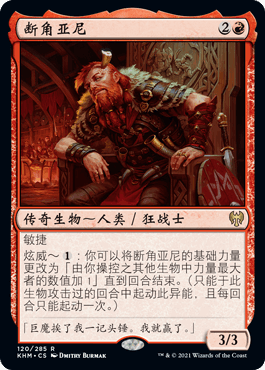 断角亚尼 2
传奇生物～人类 / 狂战士
敏捷
炫威～1：你可以将断角亚尼的基础力量
更改为「由你操控之其他生物中力量最大
者的数值加1」直到回合结束。（只能于此
生物攻击过的回合中起动此异能，且每回
合只能起动一次。）
「巨魔挨了我一记头锤。我就赢了。」
3/3
120/285 R
KHM • CS DMITRY BURMAK
™ & © 2021 Wizards of the Coast